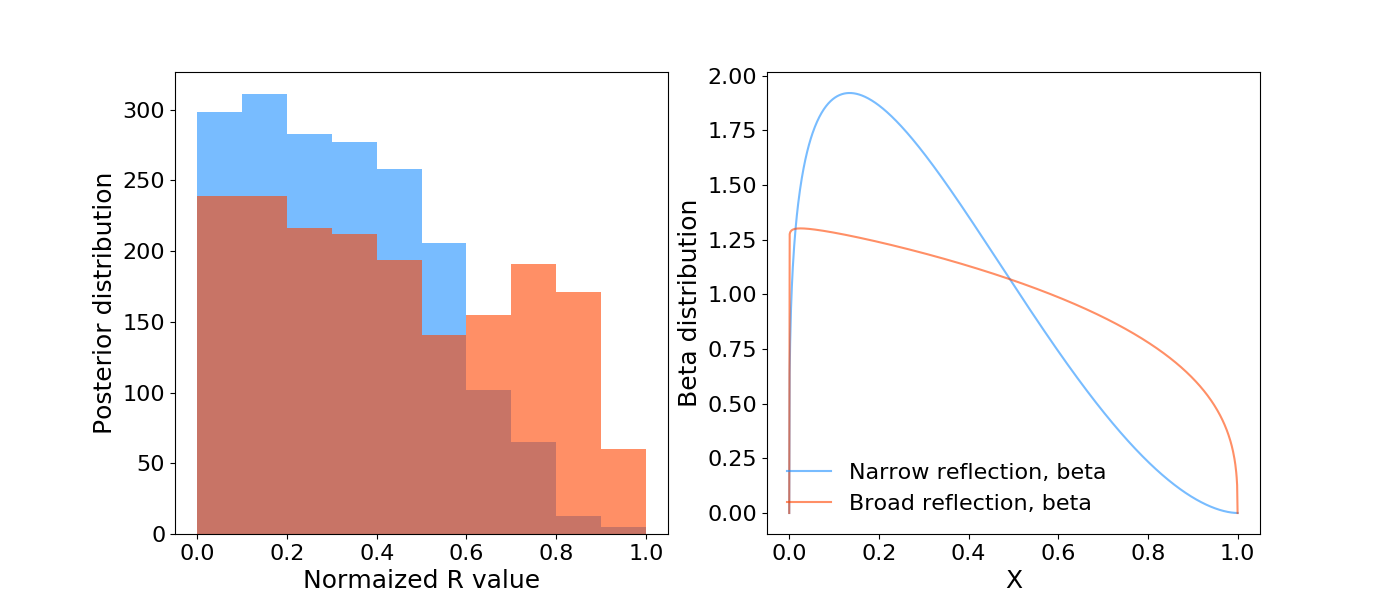 Posterior distribution
300
250
200
150
100
50
0
0.0 0.2 0.4 0.6 0.8 1.0
Normaized R value
Beta distribution
2.00
1.75
1.50
1.25
1.00
0.75
0.50
0.25
0.00
Narrow reflection, beta
Broad reflection, beta
0.0 0.2 0.4 0.6 0.8 1.0
X